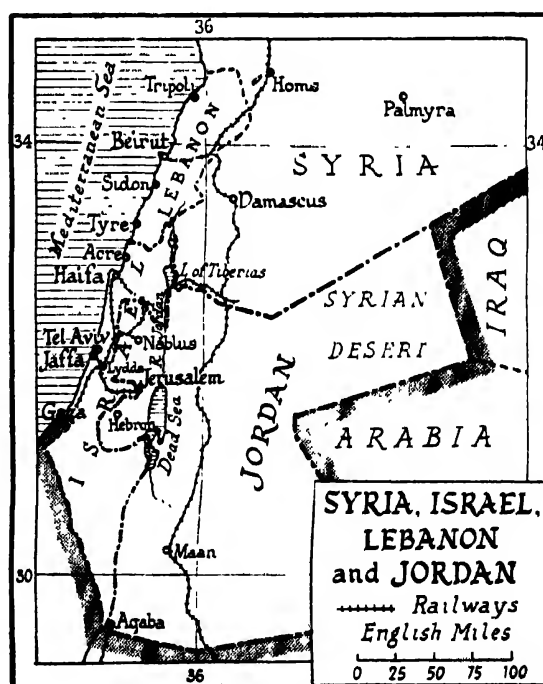 36
Mediterranean Sea
Tripoli
Homs
Palmyra
34
34
LEBANON
Beirut
SYRIA
Sidon
Damascus
Tyre
Acre
Haifa
L. of Tiberias
SYRIAN
DESERT
IRAQ
ISRAEL
R. Jordan
Nablus
Tel Aviv
Jaffa
Lydda
Jerusalem
JORDAN
ARABIA
Gaza
Hebron
Dead Sea
Maan
30
Aqaba
36
SYRIA, ISRAEL,
LEBANON
and JORDAN
Railways
English Miles
0 25 50 75 100